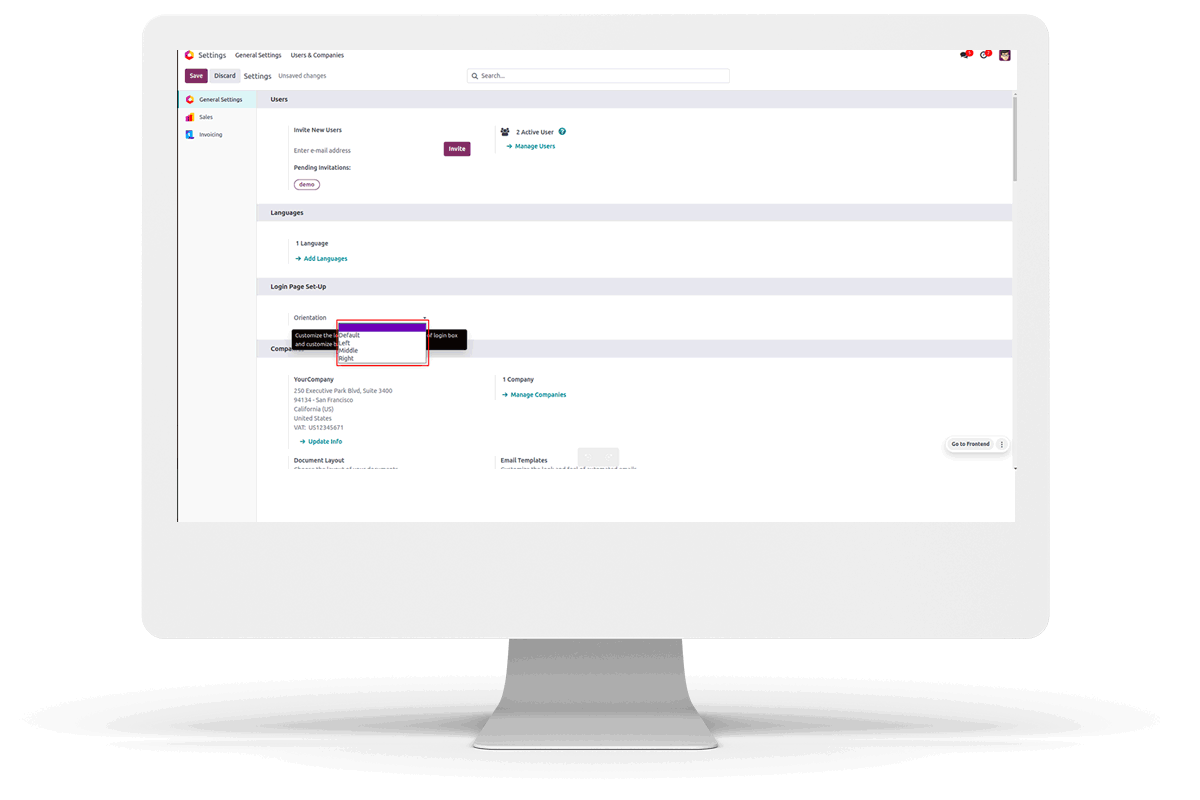 Settings General Settings Users & Companies
Save Discard Settings Unsaved changes Search...
General Settings
Sales
Invoicing
Users
Invite New Users
Enter e-mail address
Invite
Pending Invitations:
demo
2 Active User ?
Manage Users
Languages
1 Language
Add Languages
Login Page Set-Up
Orientation
Customize the of login box
and customize
Default
Left
Middle
Right
YourCompany
250 Executive Park Blvd, Suite 3400
94134 - San Francisco
California (US)
United States
VAT: US12345671
Update Info
1 Company
Manage Companies
Document Layout
Email Templates
Go to Frontend